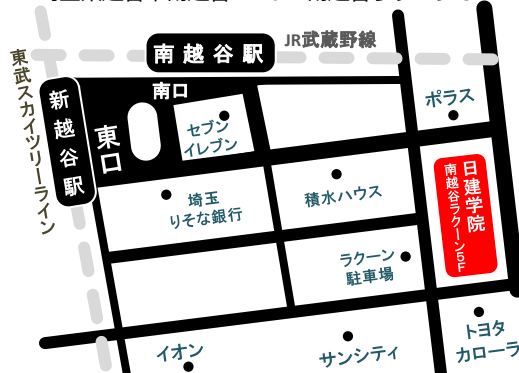 南越谷駅
JR武蔵野線
東武スカイツリーライン
新越谷駅
南口
東口
セブン
イレブン
ポラス
埼玉
りそな銀行
積水ハウス
日建学院
南越谷ラクーン5F
ラクーン
駐車場
トヨタ
カローラ
イオン
サンシティ